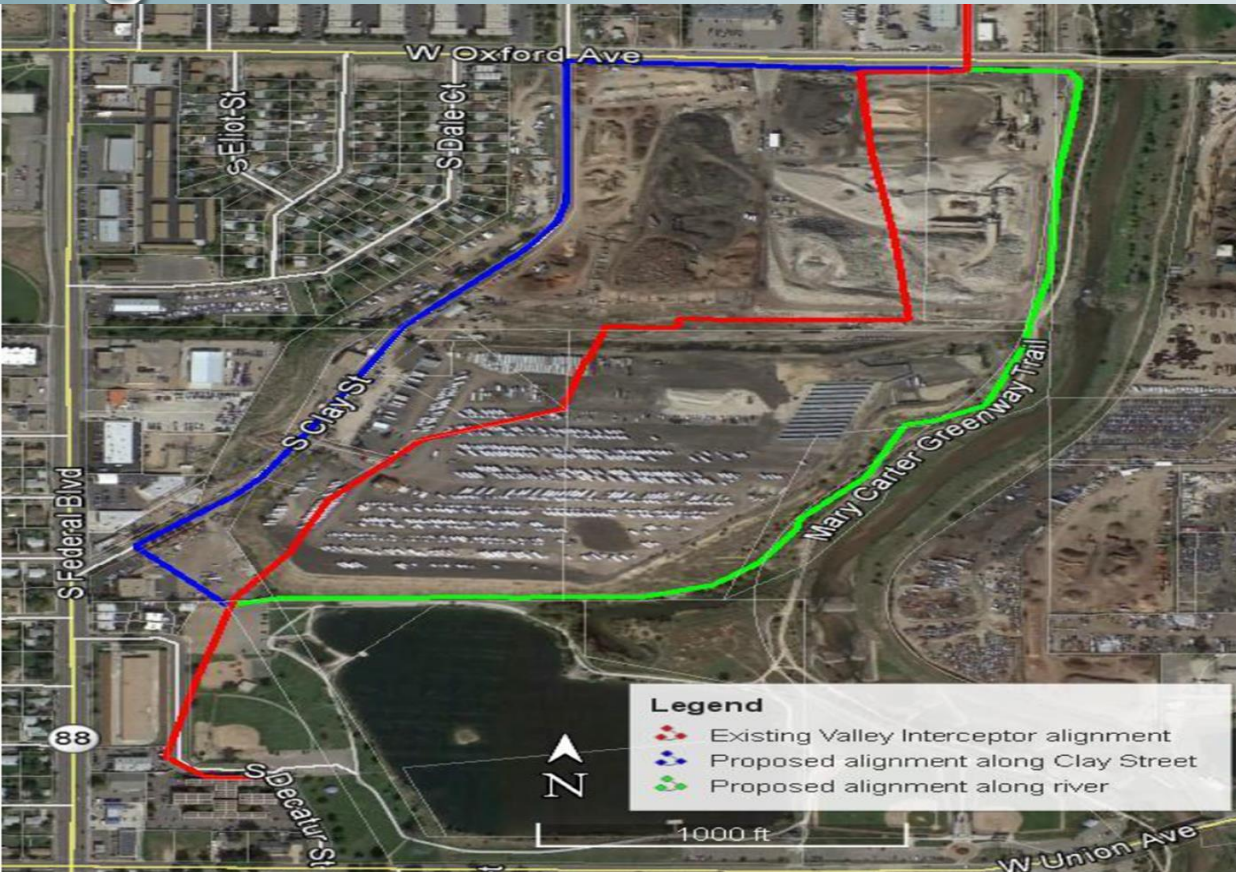 W Oxford Ave
S Eliot St
S Dale Ct
S Clay St
Mary Carter Greenway Trail
S Federal Blvd
88
S Decatur St
Legend
Existing Valley Interceptor alignment
Proposed alignment along Clay Street
Proposed alignment along river
N
1000 ft
W Union Ave